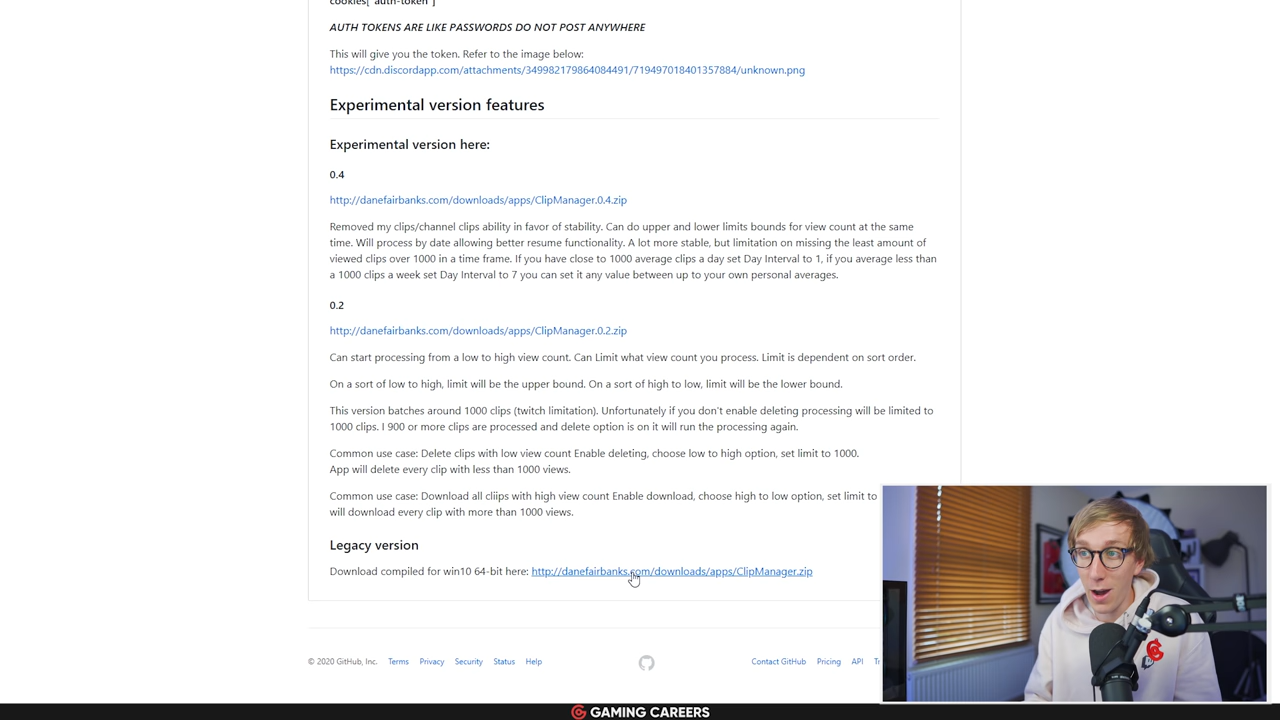 cookies["auth-token"]
AUTH TOKENS ARE LIKE PASSWORDS DO NOT POST ANYWHERE
This will give you the token. Refer to the image below:
https://cdn.discordapp.com/attachments/349982179864084491/719497018401357884/unknown.png
Experimental version features
Experimental version here:
0.4
http://danefairbanks.com/downloads/apps/ClipManager.0.4.zip
Removed my clips/channel clips ability in favor of stability. Can do upper and lower limits bounds for view count at the same
time. Will process by date allowing better resume functionality. A lot more stable, but limitation on missing the least amount of
viewed clips over 1000 in a time frame. If you have close to 1000 average clips a day set Day Interval to 1, if you average less than
a 1000 clips a week set Day Interval to 7 you can set it any value between up to your own personal averages.
0.2
http://danefairbanks.com/downloads/apps/ClipManager.0.2.zip
Can start processing from a low to high view count. Can Limit what view count you process. Limit is dependent on sort order.
On a sort of low to high, limit will be the upper bound. On a sort of high to low, limit will be the lower bound.
This version batches around 1000 clips (twitch limitation). Unfortunately if you don't enable deleting processing will be limited to
1000 clips. I 900 or more clips are processed and delete option is on it will run the processing again.
Common use case: Delete clips with low view count Enable deleting, choose low to high option, set limit to 1000.
App will delete every clip with less than 1000 views.
Common use case: Download all cliips with high view count Enable download, choose high to low option, set limit to
will download every clip with more than 1000 views.
Legacy version
Download compiled for win10 64-bit here: http://danefairbanks.com/downloads/apps/ClipManager.zip
© 2020 GitHub, Inc. Terms Privacy Security Status Help Contact GitHub Pricing API
GAMING CAREERS